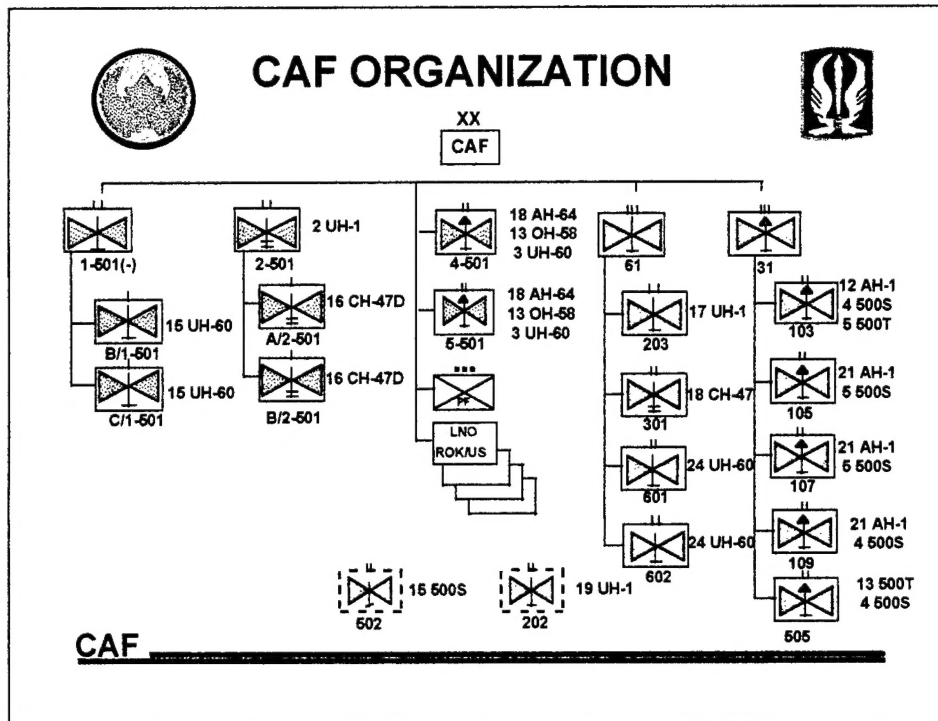 CAF ORGANIZATION
XX
CAF
1-501(-)
B/1-501
15 UH-60
C/1-501
15 UH-60
2 UH-1
2-501
16 CH-47D
A/2-501
16 CH-47D
B/2-501
18 AH-64
13 OH-58
3 UH-60
4-501
18 AH-64
13 OH-58
3 UH-60
5-501
PF
LNO
ROK/US
61
17 UH-1
203
18 CH-47
301
24 UH-60
601
24 UH-60
602
31
12 AH-1
4 500S
5 500T
103
21 AH-1
5 500S
105
21 AH-1
5 500S
107
21 AH-1
4 500S
109
13 500T
4 500S
505
15 500S
502
19 UH-1
202
CAF